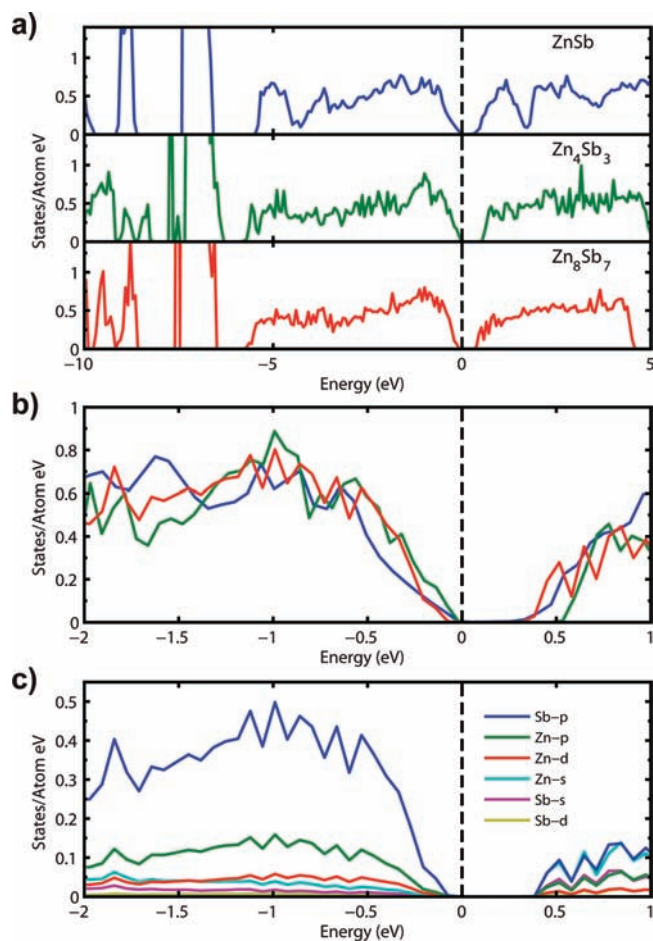 a)
ZnSb
1
0.5
0
Zn4Sb3
1
0.5
0
Zn8Sb7
1
0.5
0
States/Atom eV
−10 −5 0 5
Energy (eV)
b)
1
0.8
0.6
0.4
0.2
0
States/Atom eV
−2 −1.5 −1 −0.5 0 0.5 1
Energy (eV)
c)
0.5
0.4
0.3
0.2
0.1
0
States/Atom eV
Sb−p
Zn−p
Zn−d
Zn−s
Sb−s
Sb−d
−2 −1.5 −1 −0.5 0 0.5 1
Energy (eV)